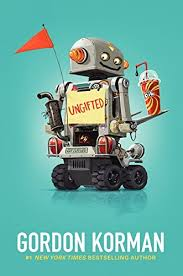 UNGIFTED
GORDON KORMAN
#1 NEW YORK TIMES BESTSELLING AUTHOR